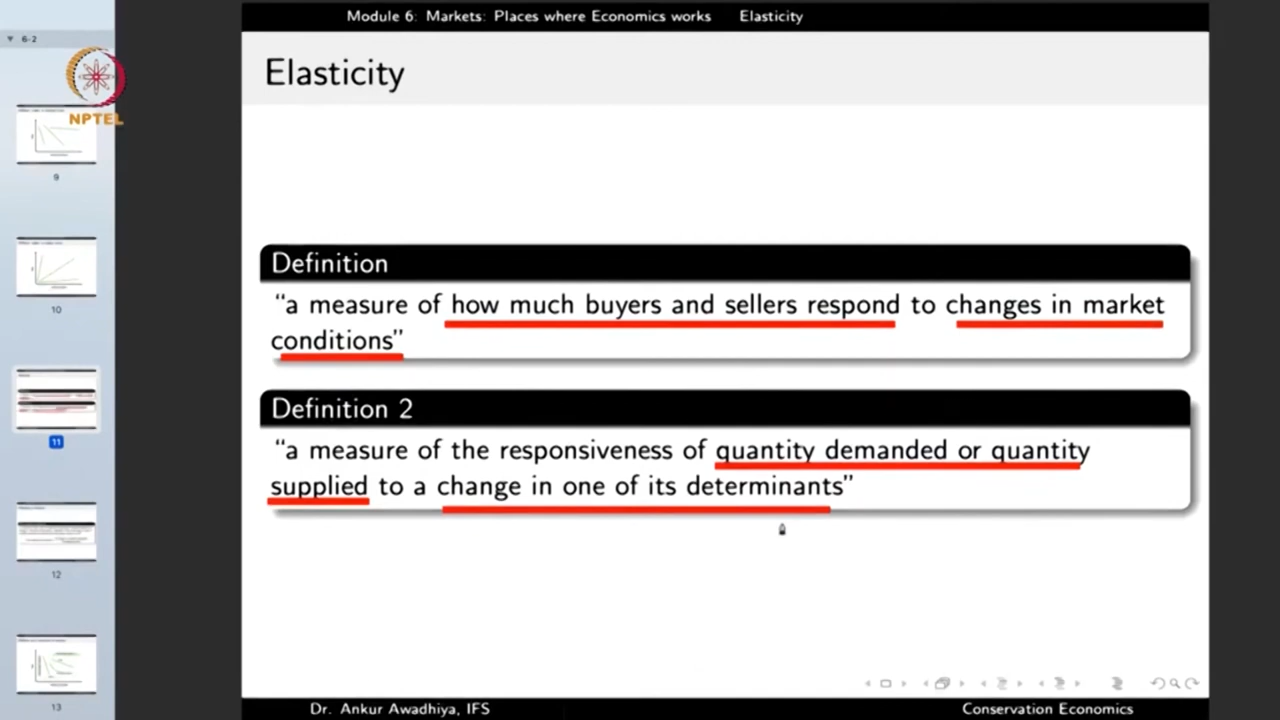 Module 6: Markets: Places where Economics works Elasticity
6-2
NPTEL
Elasticity
9
10
11
12
13
Definition
“a measure of how much buyers and sellers respond to changes in market
conditions”
Definition 2
“a measure of the responsiveness of quantity demanded or quantity
supplied to a change in one of its determinants”
Dr. Ankur Awadhiya, IFS Conservation Economics